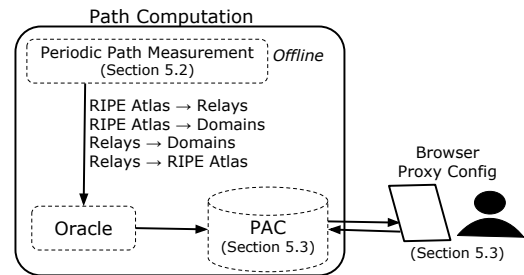 Path Computation
Periodic Path Measurement
(Section 5.2)
Offline
RIPE Atlas → Relays
RIPE Atlas → Domains
Relays → Domains
Relays → RIPE Atlas
Oracle
PAC
(Section 5.3)
Browser
Proxy Config
(Section 5.3)